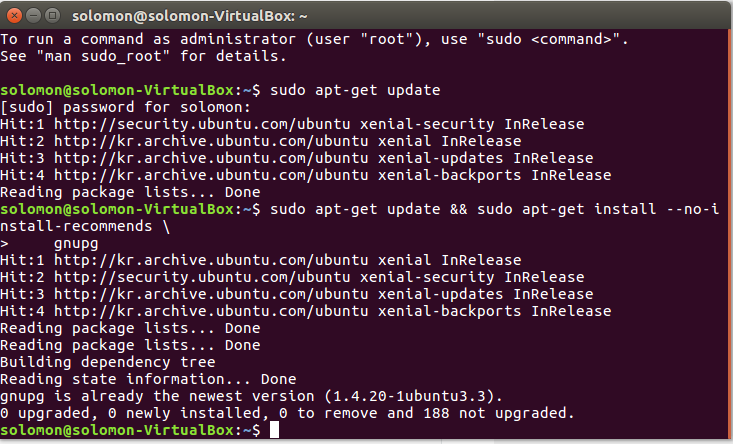 solomon@solomon-VirtualBox: ~
To run a command as administrator (user "root"), use "sudo <command>".
See "man sudo_root" for details.
solomon@solomon-VirtualBox:~$ sudo apt-get update
[sudo] password for solomon:
Hit:1 http://security.ubuntu.com/ubuntu xenial-security InRelease
Hit:2 http://kr.archive.ubuntu.com/ubuntu xenial InRelease
Hit:3 http://kr.archive.ubuntu.com/ubuntu xenial-updates InRelease
Hit:4 http://kr.archive.ubuntu.com/ubuntu xenial-backports InRelease
Reading package lists... Done
solomon@solomon-VirtualBox:~$ sudo apt-get update && sudo apt-get install --no-i
nstall-recommends \
>     gnupg
Hit:1 http://kr.archive.ubuntu.com/ubuntu xenial InRelease
Hit:2 http://security.ubuntu.com/ubuntu xenial-security InRelease
Hit:3 http://kr.archive.ubuntu.com/ubuntu xenial-updates InRelease
Hit:4 http://kr.archive.ubuntu.com/ubuntu xenial-backports InRelease
Reading package lists... Done
Reading package lists... Done
Building dependency tree
Reading state information... Done
gnupg is already the newest version (1.4.20-1ubuntu3.3).
0 upgraded, 0 newly installed, 0 to remove and 188 not upgraded.
solomon@solomon-VirtualBox:~$